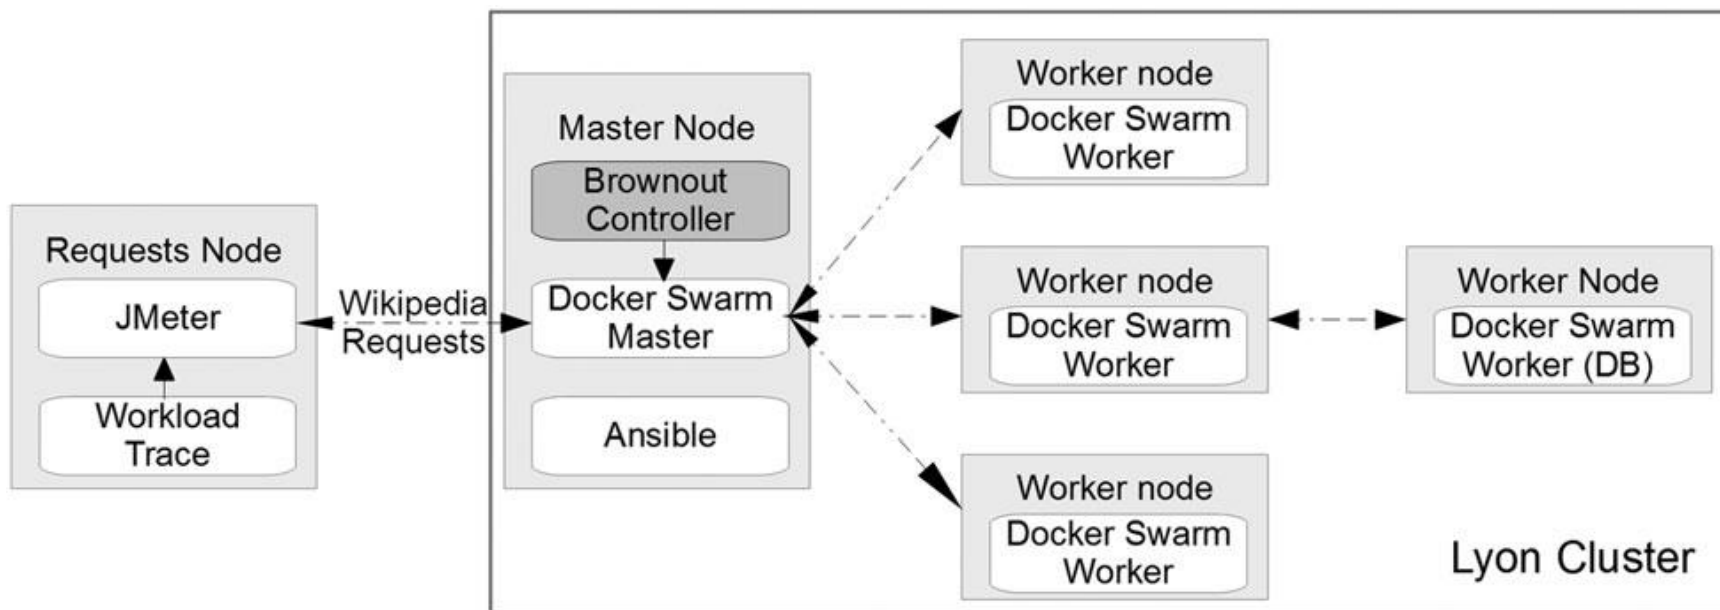 Requests Node
JMeter
Workload
Trace
Wikipedia
Requests
Master Node
Brownout
Controller
Docker Swarm
Master
Ansible
Worker node
Docker Swarm
Worker
Worker node
Docker Swarm
Worker
Worker node
Docker Swarm
Worker
Worker Node
Docker Swarm
Worker (DB)
Lyon Cluster